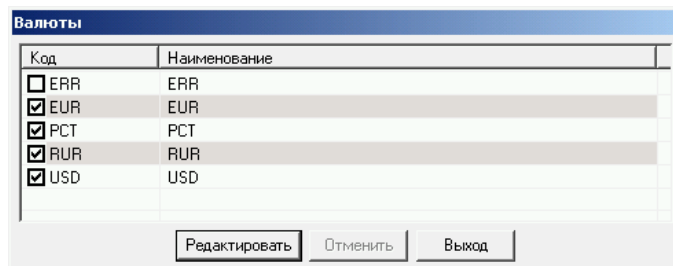 Валюты
Код Наименование
ERR ERR
EUR EUR
PCT PCT
RUR RUR
USD USD
Редактировать Отменить Выход